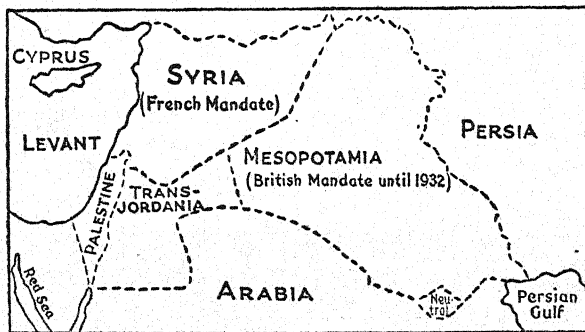 CYPRUS
SYRIA
(French Mandate)
LEVANT
PERSIA
MESOPOTAMIA
(British Mandate until 1932)
PALESTINE
TRANS-
JORDANIA
Red Sea
ARABIA
Neu
tral
Persian
Gulf